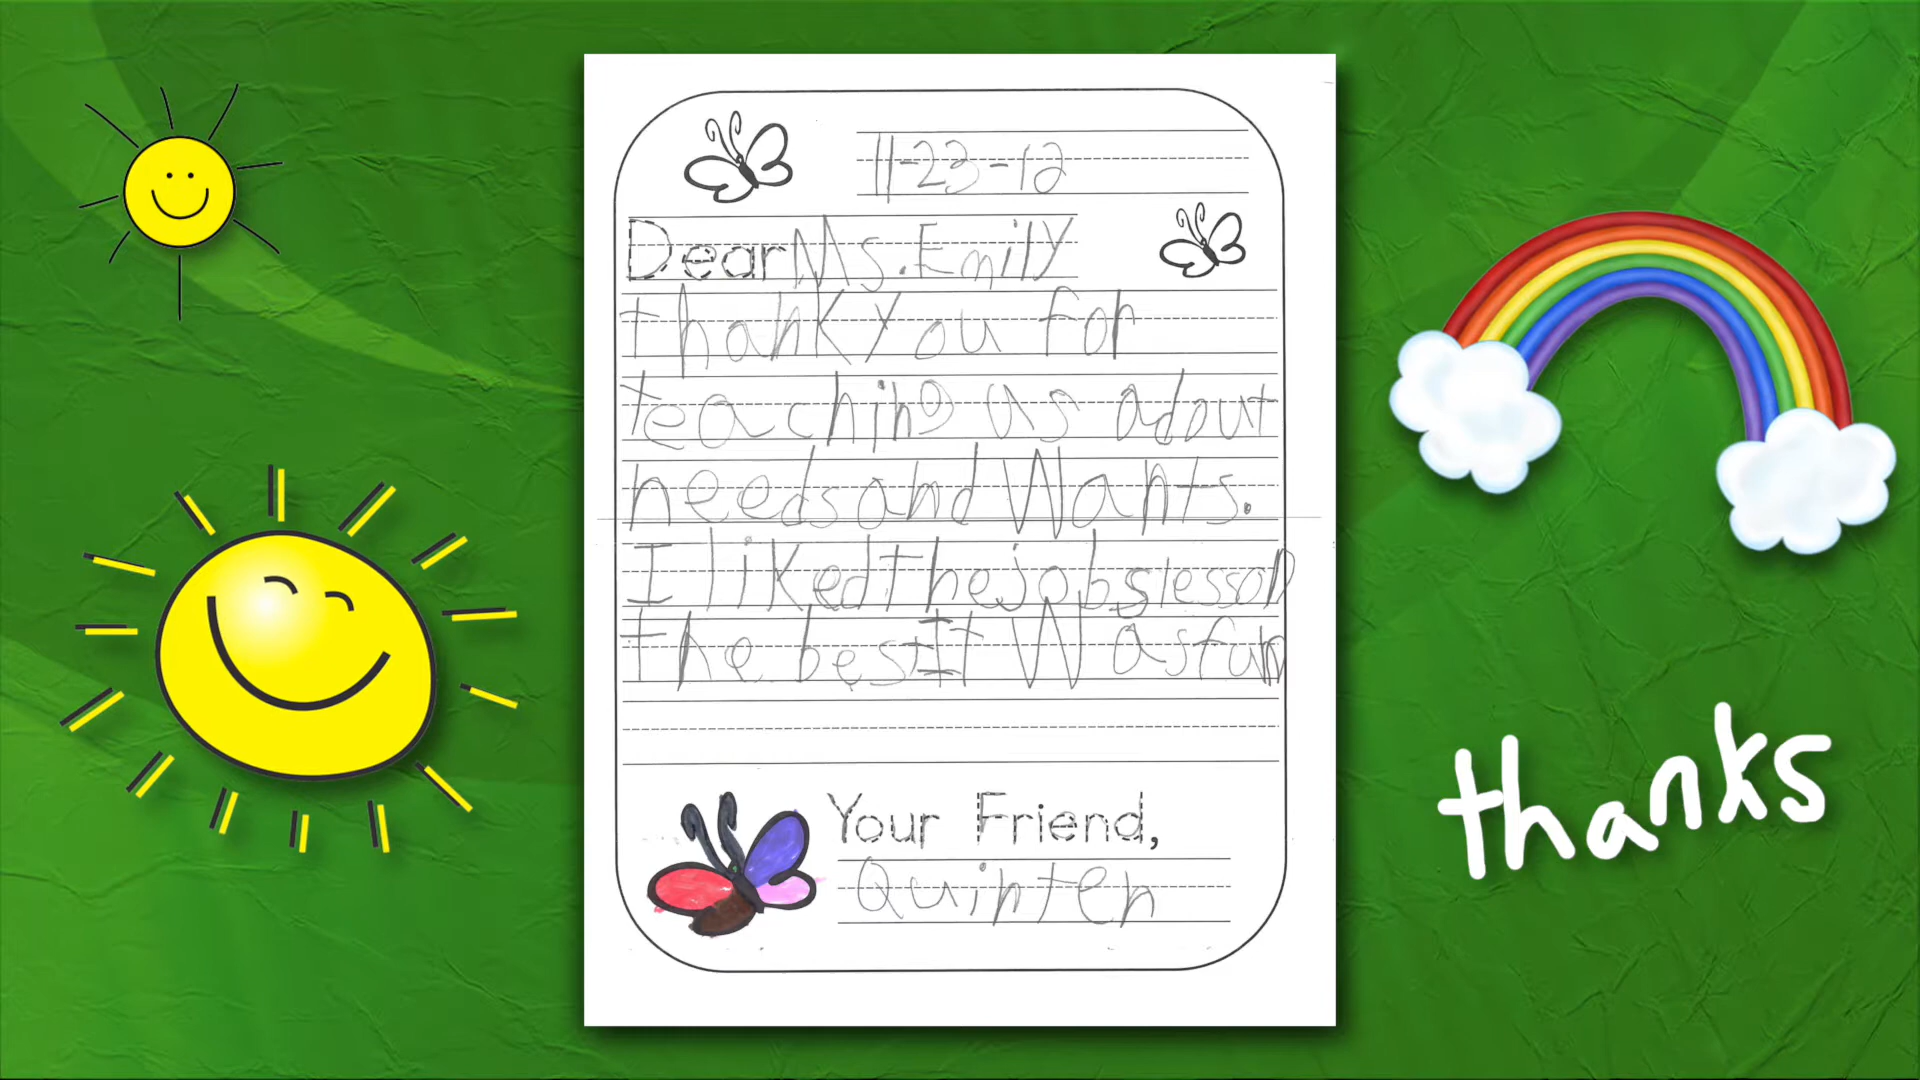 11-23-12
Dear Ms. Emily
thank you for
teaching us adout
needs and Wants.
I liked the jobs lesson
the best It Was fun
Your Friend,
Quinten
thanks